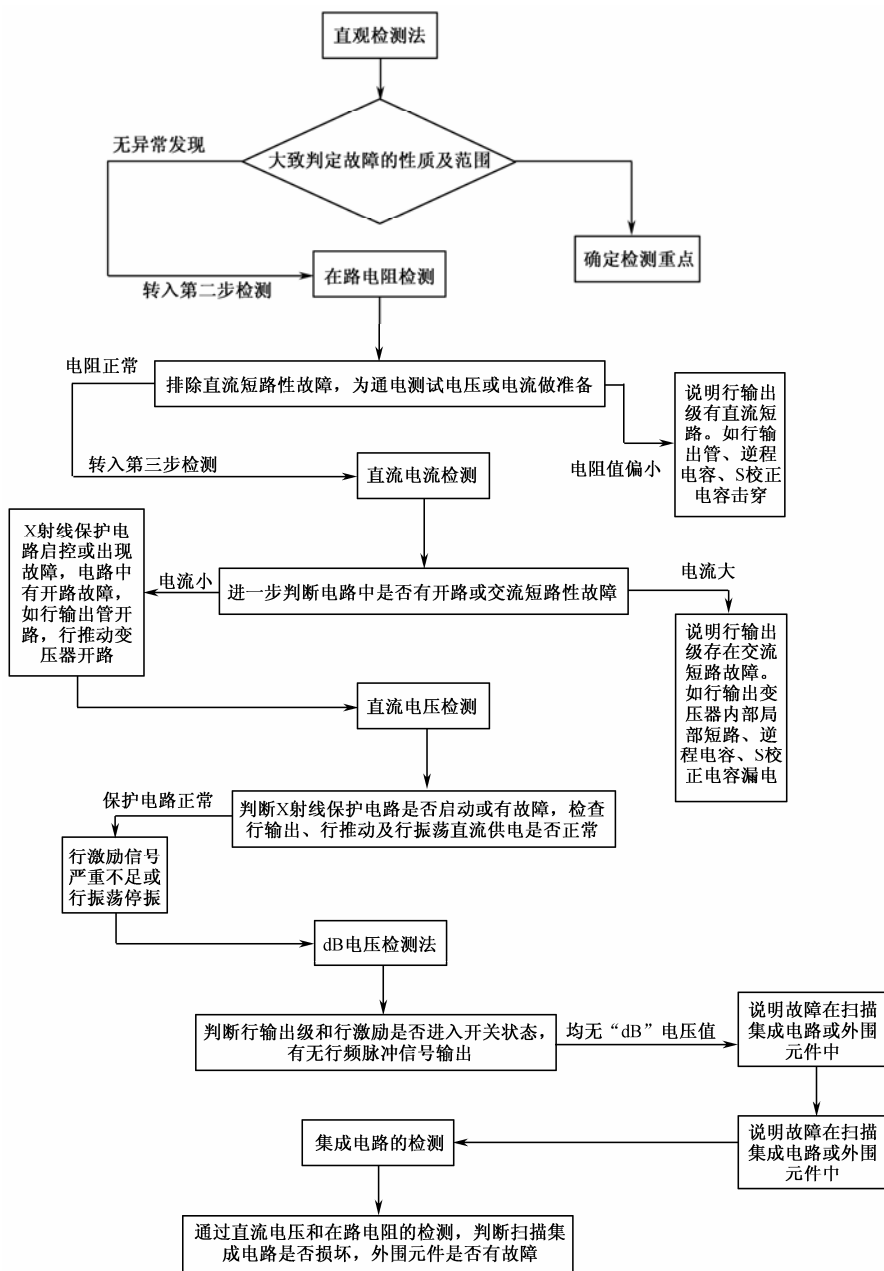 直观检测法
无异常发现
大致判定故障的性质及范围
确定检测重点
在路电阻检测
转入第二步检测
电阻正常
排除直流短路性故障，为通电测试电压或电流做准备
说明行输出
级有直流短
路。如行输
出管、逆程
电容、S校正
电容击穿
电阻值偏小
转入第三步检测
直流电流检测
X射线保护电
路启控或出现
故障，电路中
有开路故障，
如行输出管开
路，行推动变
压器开路
电流小
进一步判断电路中是否有开路或交流短路性故障
电流大
说明行输出
级存在交流
短路故障。
如行输出变
压器内部局
部短路、逆
程电容、S校
正电容漏电
直流电压检测
保护电路正常
判断X射线保护电路是否启动或有故障，检查
行输出、行推动及行振荡直流供电是否正常
行激励信号
严重不足或
行振荡停振
dB电压检测法
判断行输出级和行激励是否进入开关状态，
有无行频脉冲信号输出
均无“dB”电压值
说明故障在扫描
集成电路或外围
元件中
说明故障在扫描
集成电路或外围
元件中
集成电路的检测
通过直流电压和在路电阻的检测，判断扫描集
成电路是否损坏，外围元件是否有故障